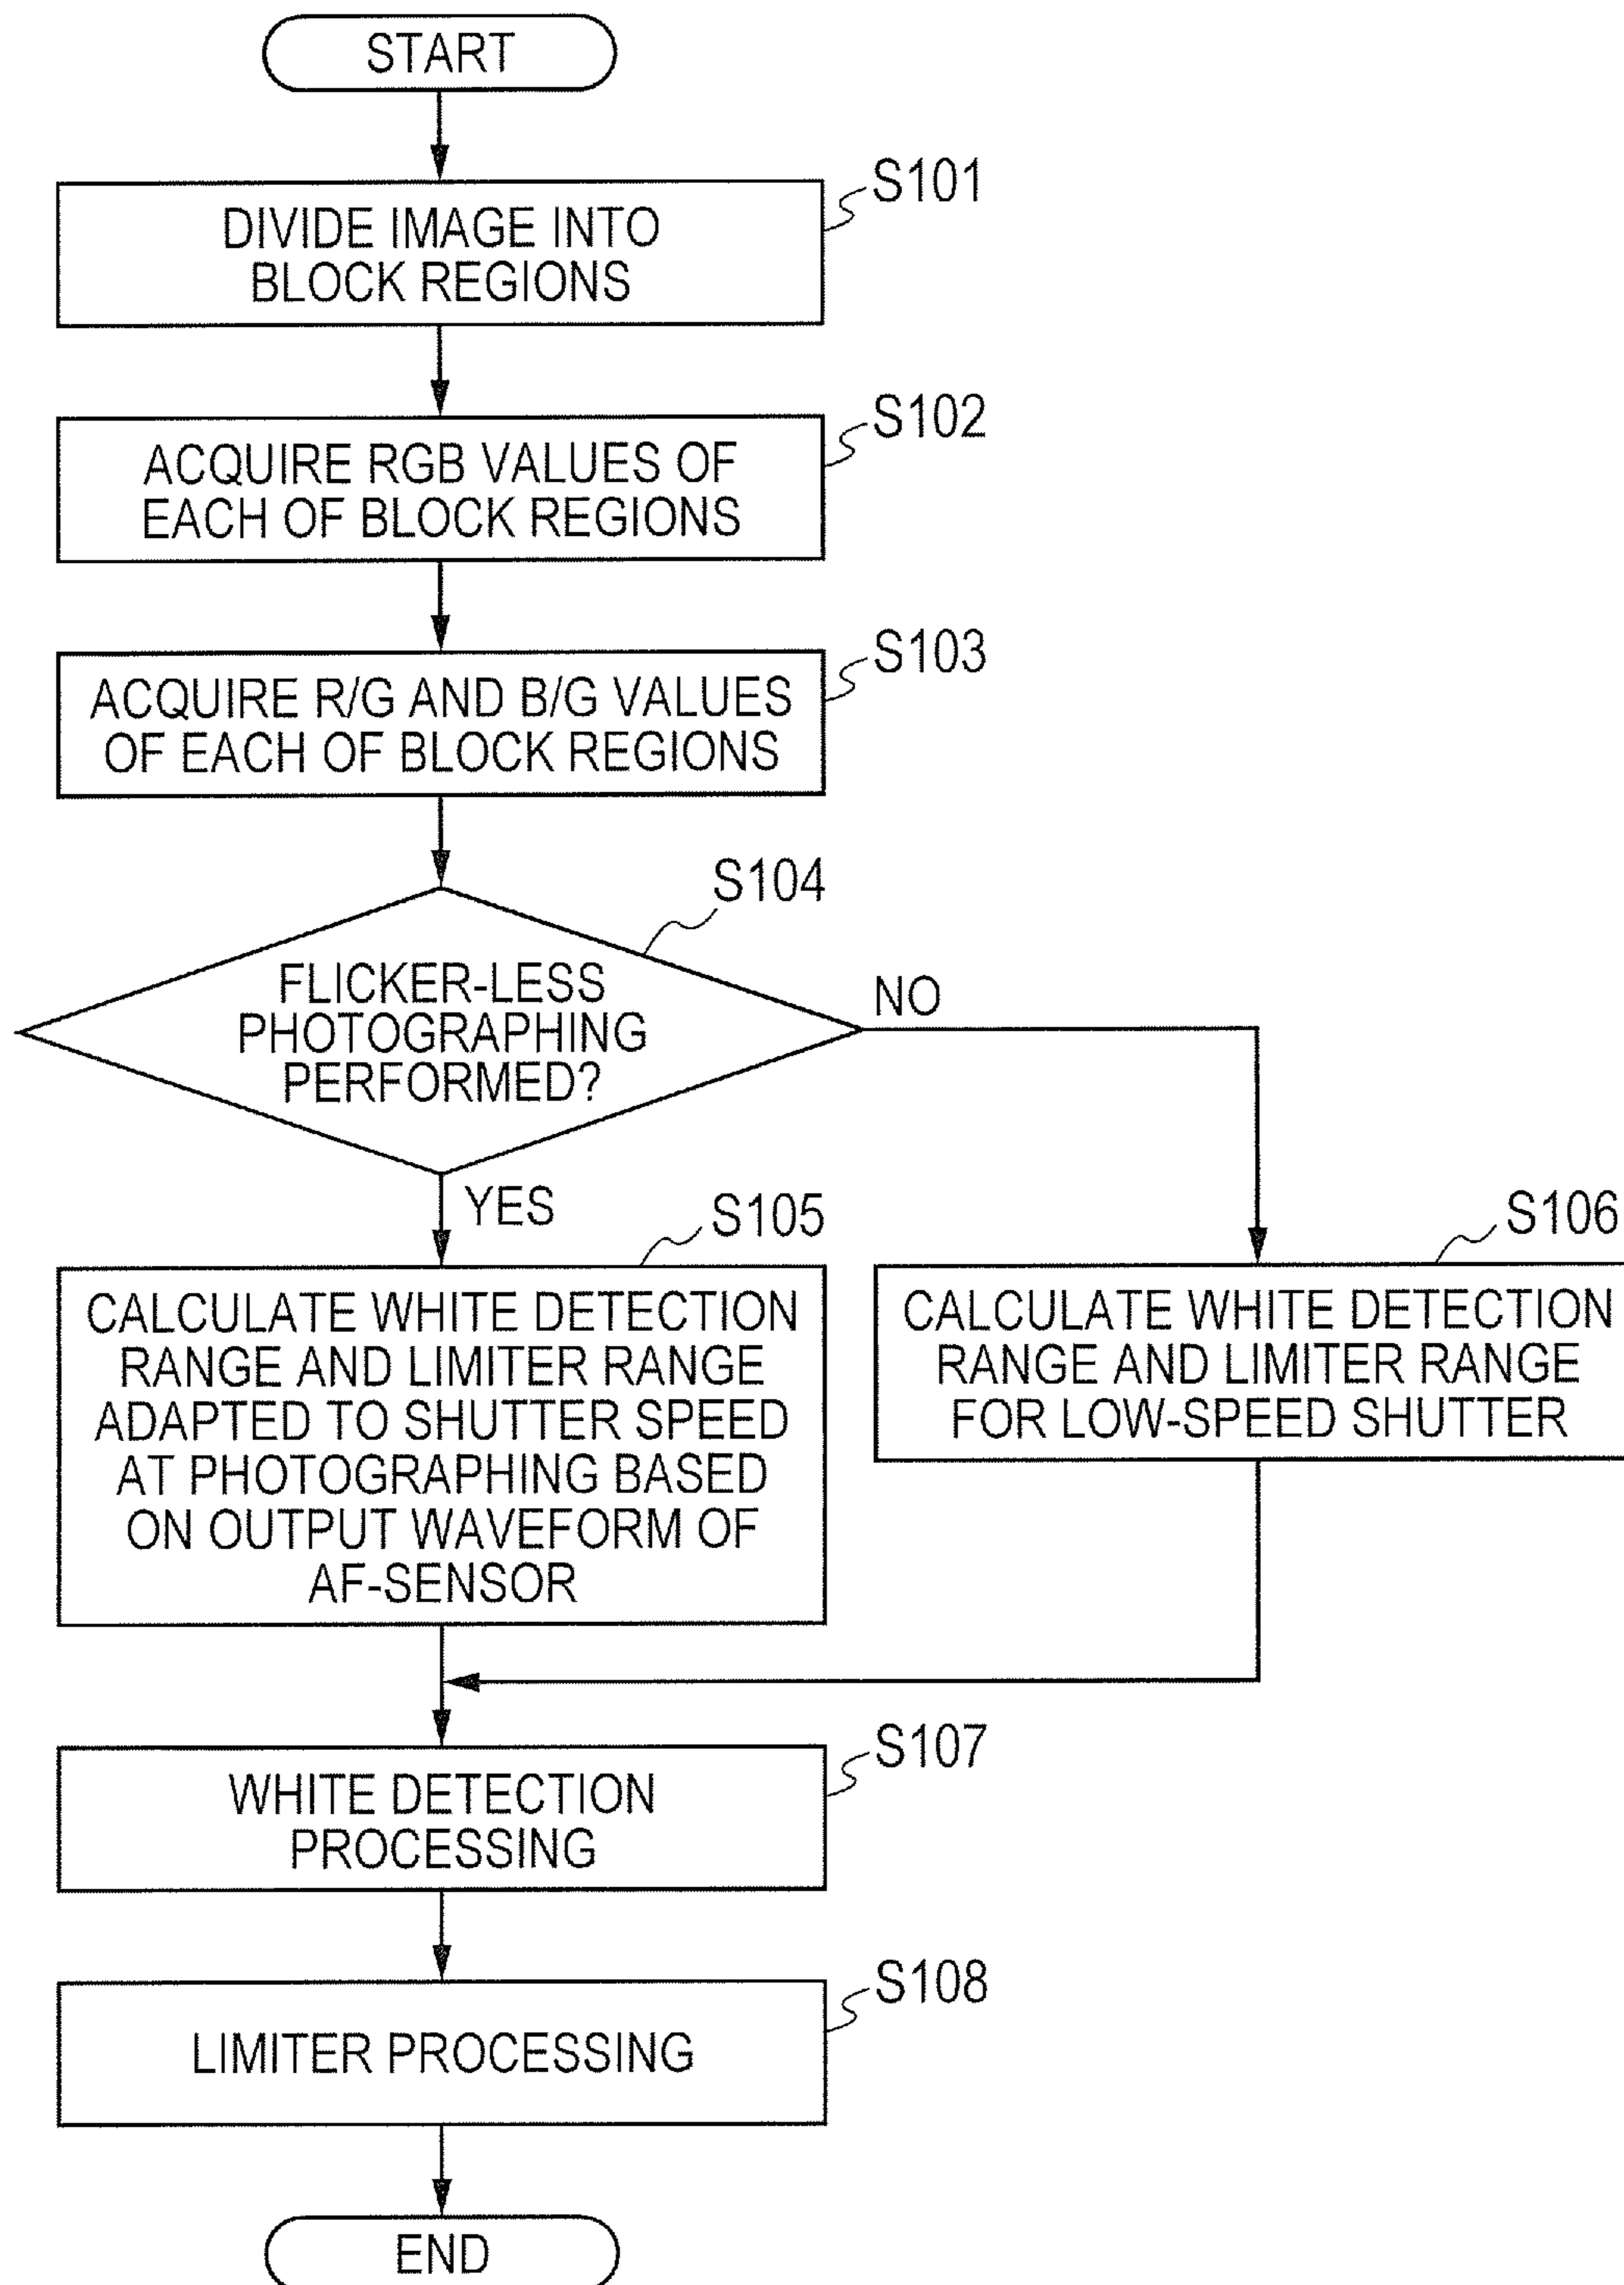 START
S101
DIVIDE IMAGE INTO
BLOCK REGIONS
S102
ACQUIRE RGB VALUES OF
EACH OF BLOCK REGIONS
S103
ACQUIRE R/G AND B/G VALUES
OF EACH OF BLOCK REGIONS
S104
FLICKER-LESS
PHOTOGRAPHING
PERFORMED?
NO
YES
S105
CALCULATE WHITE DETECTION
RANGE AND LIMITER RANGE
ADAPTED TO SHUTTER SPEED
AT PHOTOGRAPHING BASED
ON OUTPUT WAVEFORM OF
AF-SENSOR
S106
CALCULATE WHITE DETECTION
RANGE AND LIMITER RANGE
FOR LOW-SPEED SHUTTER
S107
WHITE DETECTION
PROCESSING
S108
LIMITER PROCESSING
END